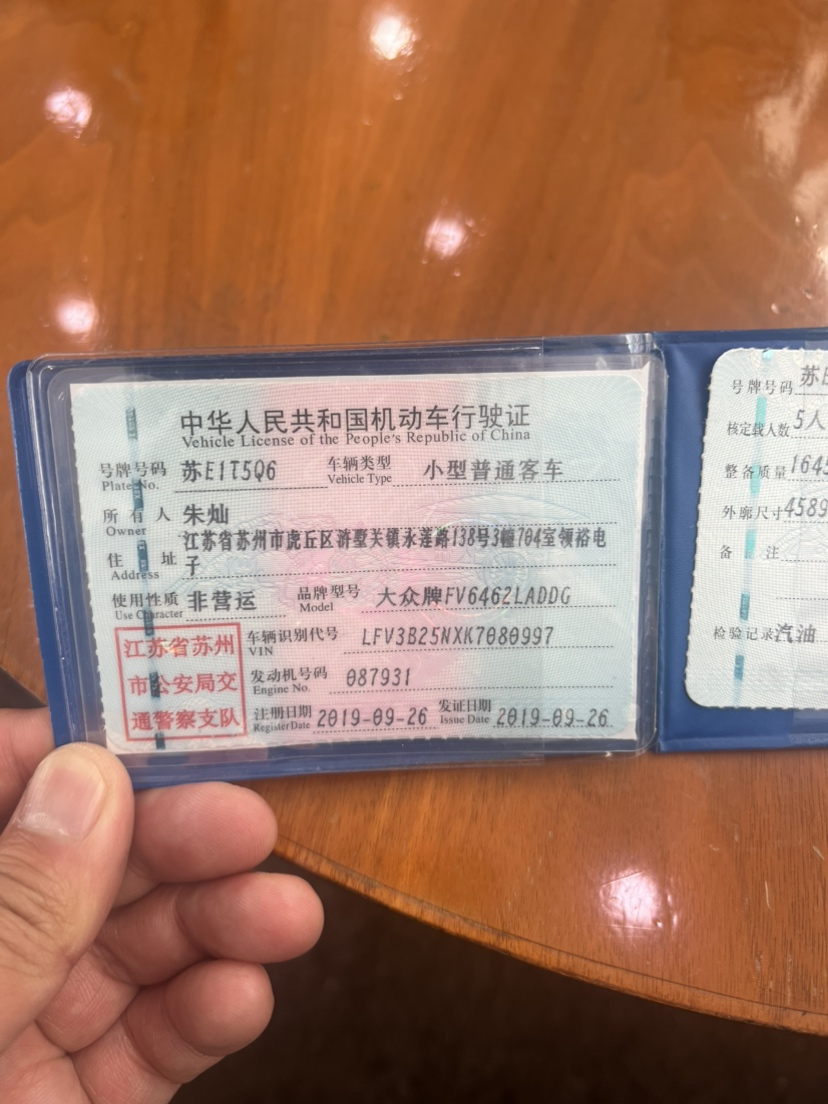 中华人民共和国机动车行驶证
Vehicle License of the People's Republic of China
号牌号码 苏E1T5Q6 车辆类型 小型普通客车
Plate No. Vehicle Type
所有人 朱灿
Owner
住址 江苏省苏州市虎丘区浒墅关镇永莲路138号3幢704室领裕电
Address 子
使用性质 非营运 品牌型号 大众牌FV6462LADDG
Use Character Model
江苏省苏州 车辆识别代号 LFV3B25NXK7080997
VIN
市公安局交 发动机号码 087931
Engine No.
通警察支队 注册日期 2019-09-26 发证日期 2019-09-26
Register Date Issue Date
号牌号码 苏E
核定载人数 5人
整备质量 1645
外廓尺寸 4589
备注
检验记录 汽油